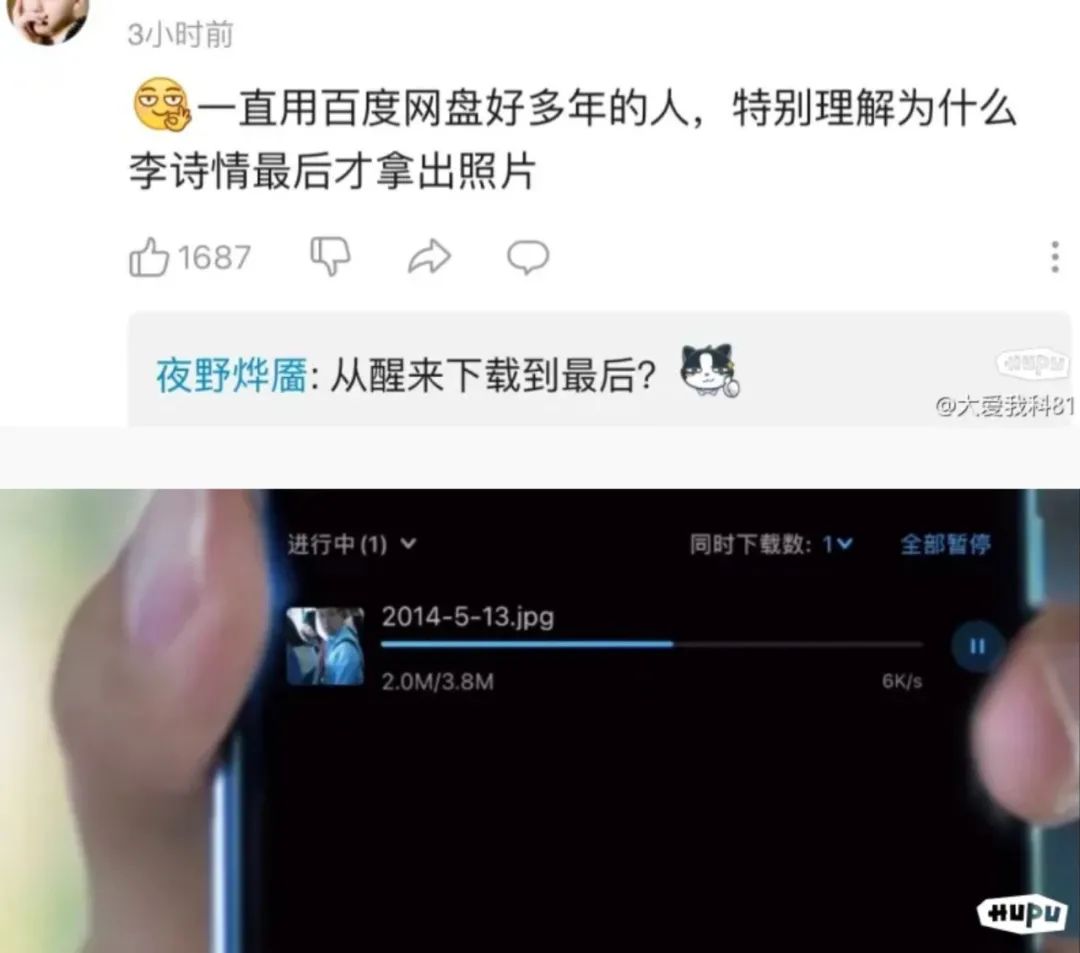 3小时前
一直用百度网盘好多年的人，特别理解为什么
李诗情最后才拿出照片
1687
夜野烨靥: 从醒来下载到最后？
HUPU
@大爱我科81
进行中(1)
同时下载数: 1
全部暂停
2014-5-13.jpg
2.0M/3.8M
6K/s
HUPU